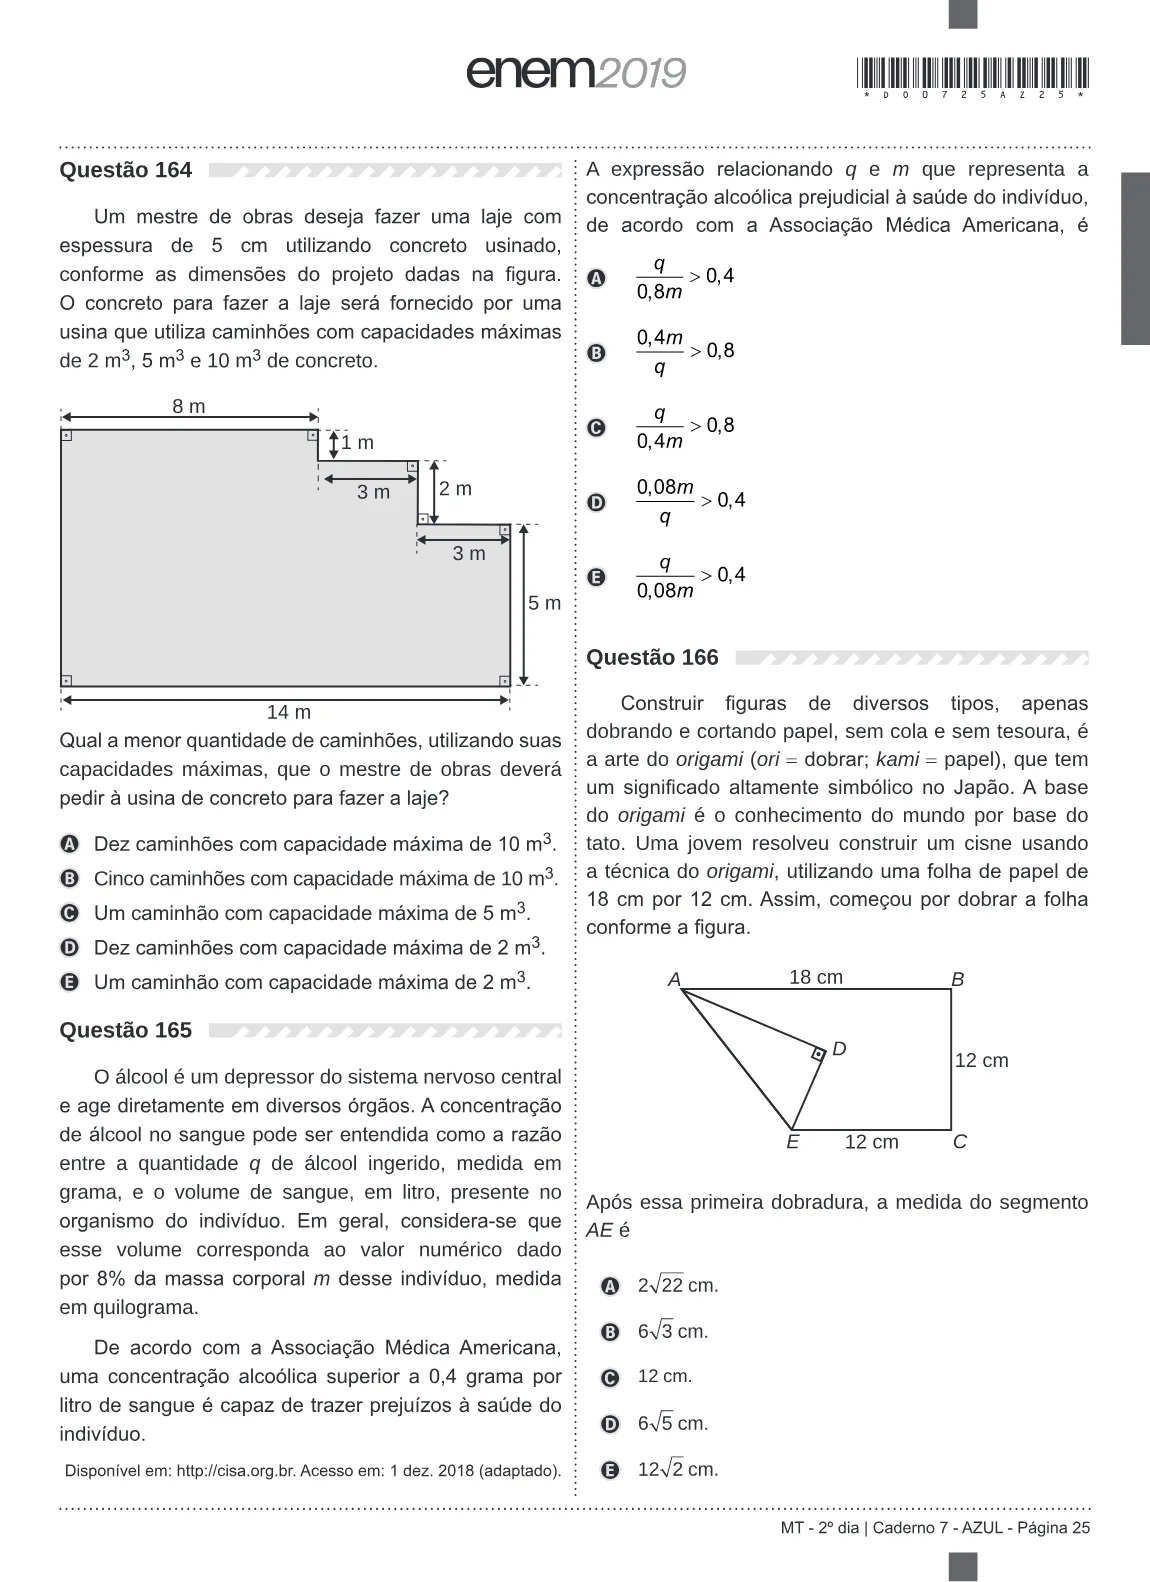 enem2019
* D O O 7 2 5 A Z 2 5 *
Questão 164
Um mestre de obras deseja fazer uma laje com
espessura de 5 cm utilizando concreto usinado,
conforme as dimensões do projeto dadas na figura.
O concreto para fazer a laje será fornecido por uma
usina que utiliza caminhões com capacidades máximas
de 2 m³, 5 m³ e 10 m³ de concreto.
8 m
1 m
3 m
2 m
3 m
5 m
14 m
Qual a menor quantidade de caminhões, utilizando suas
capacidades máximas, que o mestre de obras deverá
pedir à usina de concreto para fazer a laje?
A Dez caminhões com capacidade máxima de 10 m³.
B Cinco caminhões com capacidade máxima de 10 m³.
C Um caminhão com capacidade máxima de 5 m³.
D Dez caminhões com capacidade máxima de 2 m³.
E Um caminhão com capacidade máxima de 2 m³.
Questão 165
O álcool é um depressor do sistema nervoso central
e age diretamente em diversos órgãos. A concentração
de álcool no sangue pode ser entendida como a razão
entre a quantidade q de álcool ingerido, medida em
grama, e o volume de sangue, em litro, presente no
organismo do indivíduo. Em geral, considera-se que
esse volume corresponda ao valor numérico dado
por 8% da massa corporal m desse indivíduo, medida
em quilograma.
De acordo com a Associação Médica Americana,
uma concentração alcoólica superior a 0,4 grama por
litro de sangue é capaz de trazer prejuízos à saúde do
indivíduo.
Disponível em: http://cisa.org.br. Acesso em: 1 dez. 2018 (adaptado).
A expressão relacionando q e m que representa a
concentração alcoólica prejudicial à saúde do indivíduo,
de acordo com a Associação Médica Americana, é
A q/0,8m > 0,4
B 0,4m/q > 0,8
C q/0,4m > 0,8
D 0,08m/q > 0,4
E q/0,08m > 0,4
Questão 166
Construir figuras de diversos tipos, apenas
dobrando e cortando papel, sem cola e sem tesoura, é
a arte do origami (ori = dobrar; kami = papel), que tem
um significado altamente simbólico no Japão. A base
do origami é o conhecimento do mundo por base do
tato. Uma jovem resolveu construir um cisne usando
a técnica do origami, utilizando uma folha de papel de
18 cm por 12 cm. Assim, começou por dobrar a folha
conforme a figura.
A 18 cm B
D
12 cm
E 12 cm C
Após essa primeira dobradura, a medida do segmento
AE é
A 2√22 cm.
B 6√3 cm.
C 12 cm.
D 6√5 cm.
E 12√2 cm.
MT - 2º dia | Caderno 7 - AZUL - Página 25